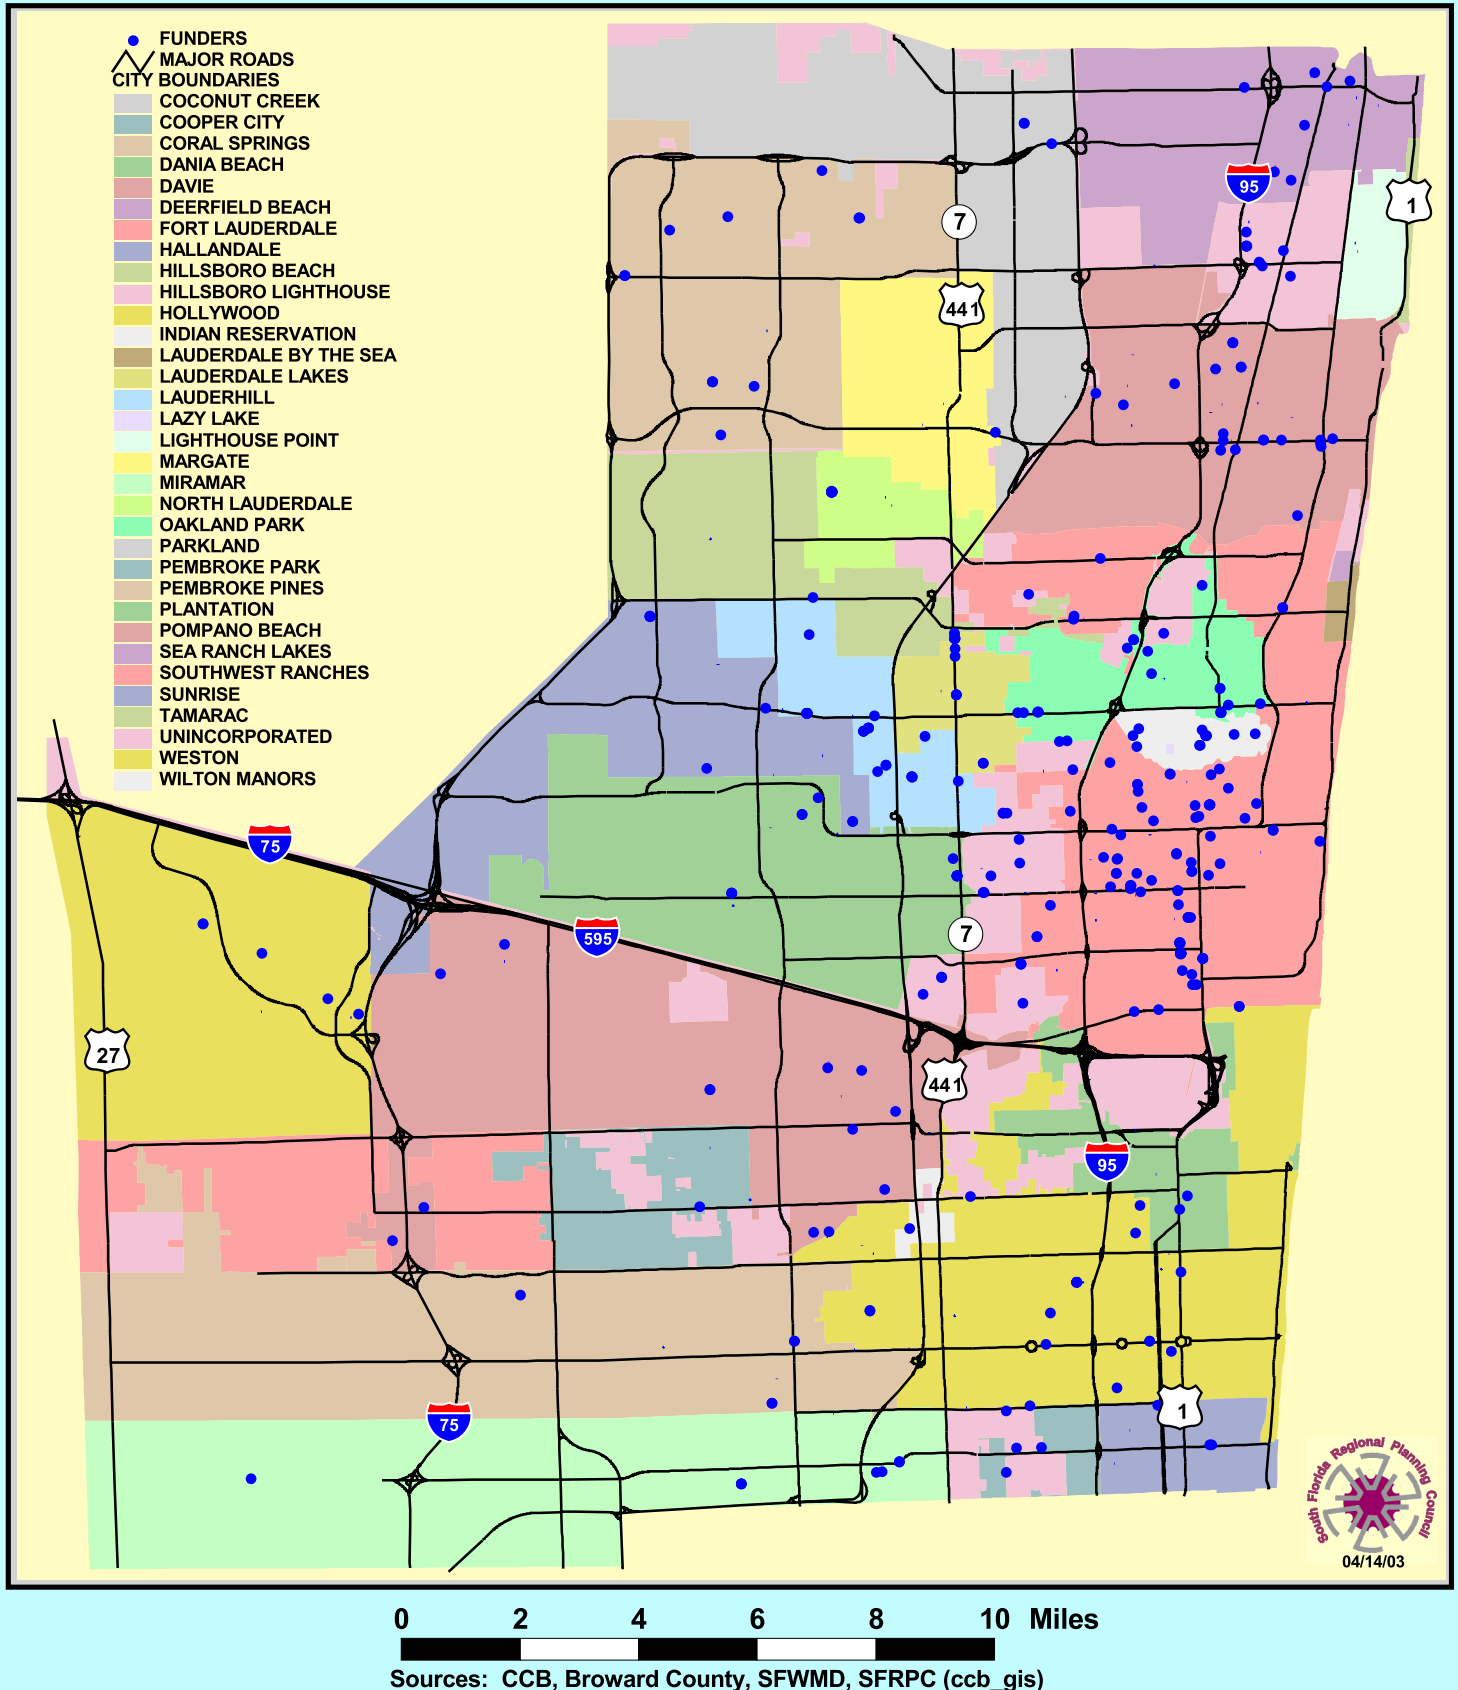 FUNDERS
MAJOR ROADS
CITY BOUNDARIES
COCONUT CREEK
COOPER CITY
CORAL SPRINGS
DANIA BEACH
DAVIE
DEERFIELD BEACH
FORT LAUDERDALE
HALLANDALE
HILLSBORO BEACH
HILLSBORO LIGHTHOUSE
HOLLYWOOD
INDIAN RESERVATION
LAUDERDALE BY THE SEA
LAUDERDALE LAKES
LAUDERHILL
LAZY LAKE
LIGHTHOUSE POINT
MARGATE
MIRAMAR
NORTH LAUDERDALE
OAKLAND PARK
PARKLAND
PEMBROKE PARK
PEMBROKE PINES
PLANTATION
POMPANO BEACH
SEA RANCH LAKES
SOUTHWEST RANCHES
SUNRISE
TAMARAC
UNINCORPORATED
WESTON
WILTON MANORS
95
1
7
441
75
595
7
27
441
95
75
1
South Florida Regional Planning Council
04/14/03
0 2 4 6 8 10 Miles
Sources: CCB, Broward County, SFWMD, SFRPC (ccb_gis)